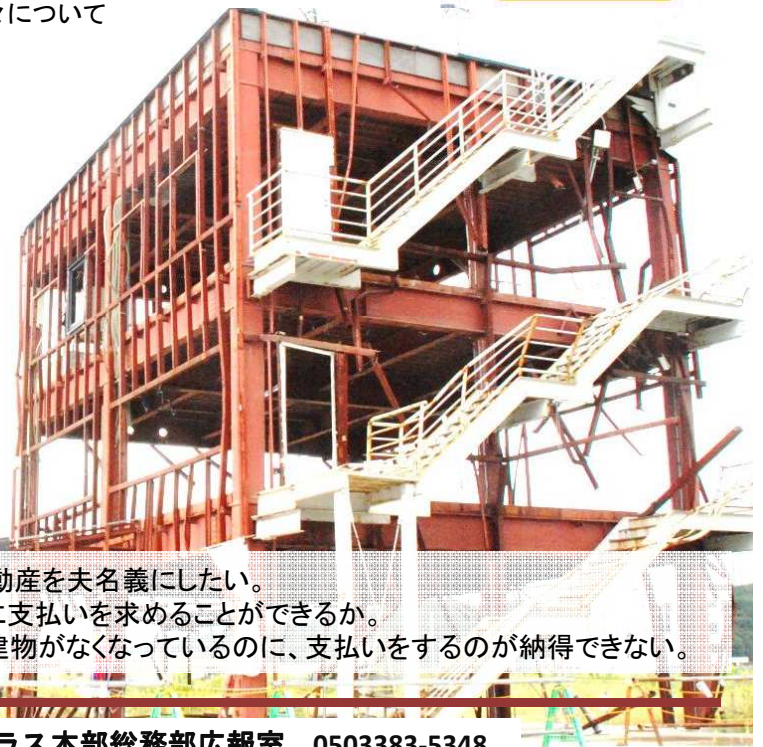 について
動産を夫名義にしたい。
に支払いを求めることができるか。
建物がなくなっているのに、支払いをするのが納得できない。
ラス本部総務部広報室　0503383-5348